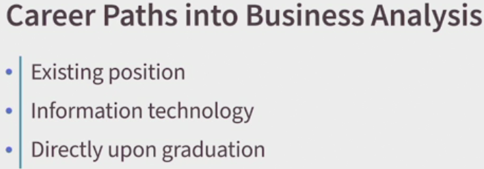 Career Paths into Business Analysis
• Existing position
• Information technology
• Directly upon graduation